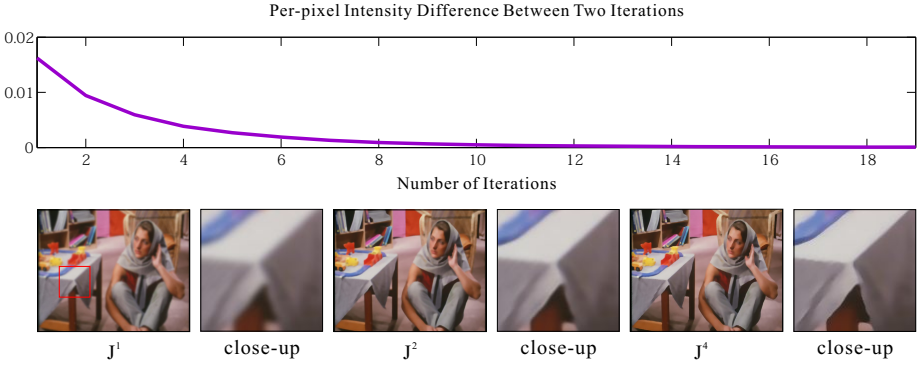 Per-pixel Intensity Difference Between Two Iterations
0.02
0.01
0
2 4 6 8 10 12 14 16 18
Number of Iterations
J¹ close-up J² close-up J⁴ close-up